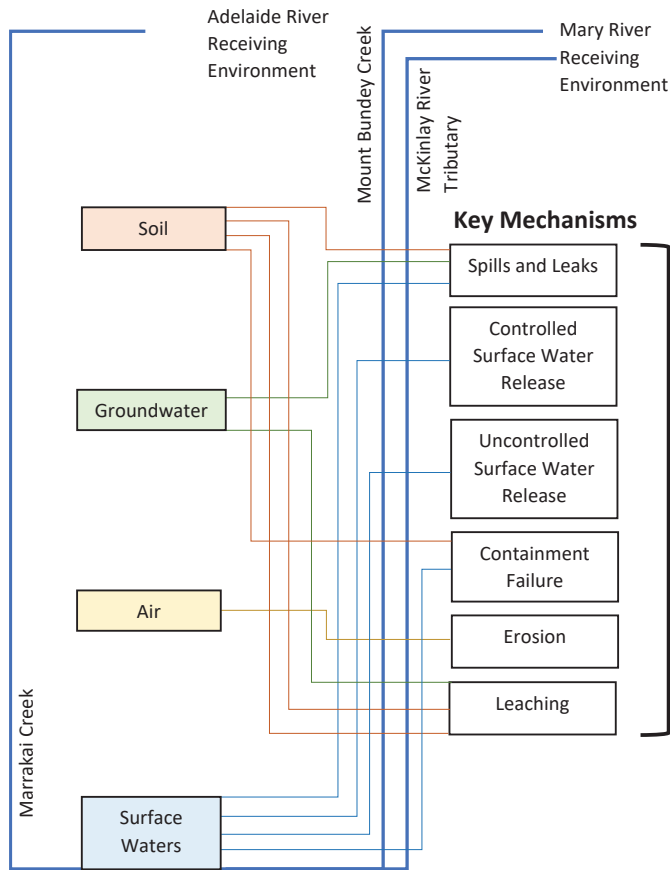 Adelaide River
Receiving
Environment
Mary River
Receiving
Environment
Mount Bundey Creek
McKinlay River
Tributary
Marrakai Creek
Key Mechanisms
Soil
Groundwater
Air
Surface
Waters
Spills and Leaks
Controlled
Surface Water
Release
Uncontrolled
Surface Water
Release
Containment
Failure
Erosion
Leaching